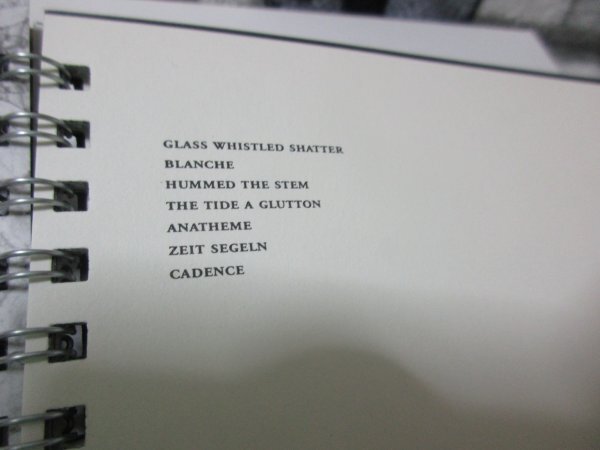 GLASS WHISTLED SHATTER
BLANCHE
HUMMED THE STEM
THE TIDE A GLUTTON
ANATHEME
ZEIT SEGELN
CADENCE